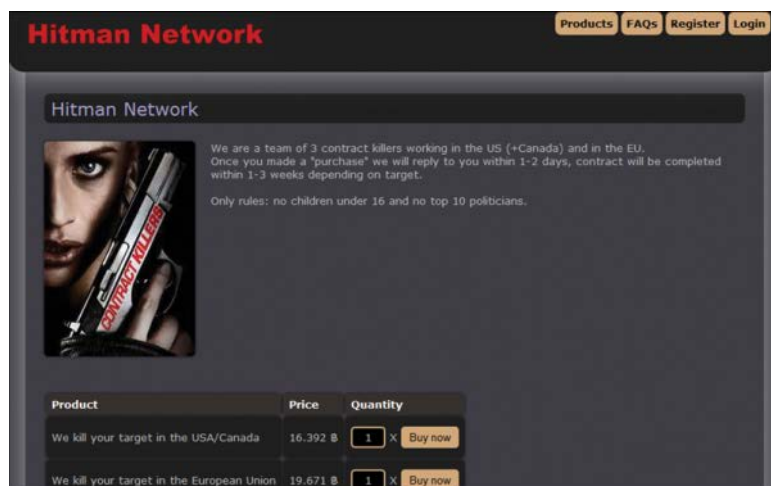 Hitman Network
Products FAQs Register Login
Hitman Network
We are a team of 3 contract killers working in the US (+Canada) and in the EU.
Once you made a "purchase" we will reply to you within 1-2 days, contract will be completed
within 1-3 weeks depending on target.
Only rules: no children under 16 and no top 10 politicians.
CONTRACT KILLERS
Product Price Quantity
We kill your target in the USA/Canada 16.392 ฿ 1 X Buy now
We kill your target in the European Union 19.671 ฿ 1 X Buy now